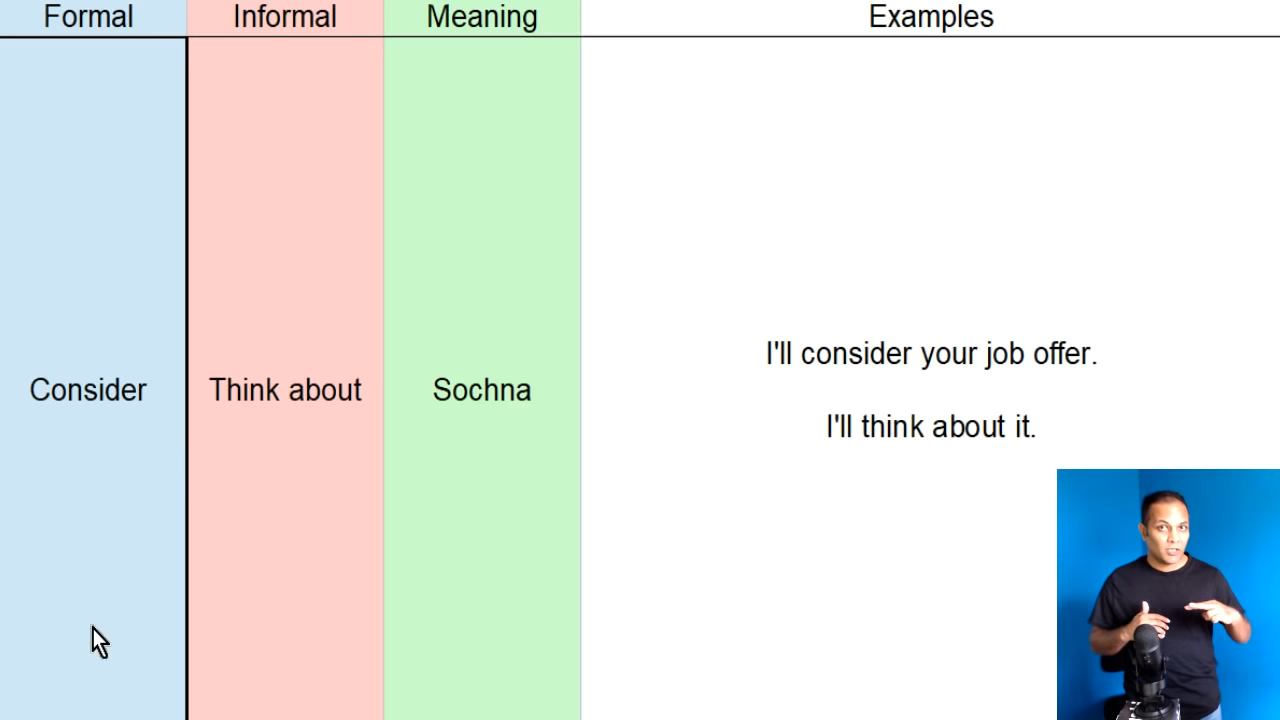 Formal Informal Meaning Examples
Consider Think about Sochna
I'll consider your job offer.
I'll think about it.